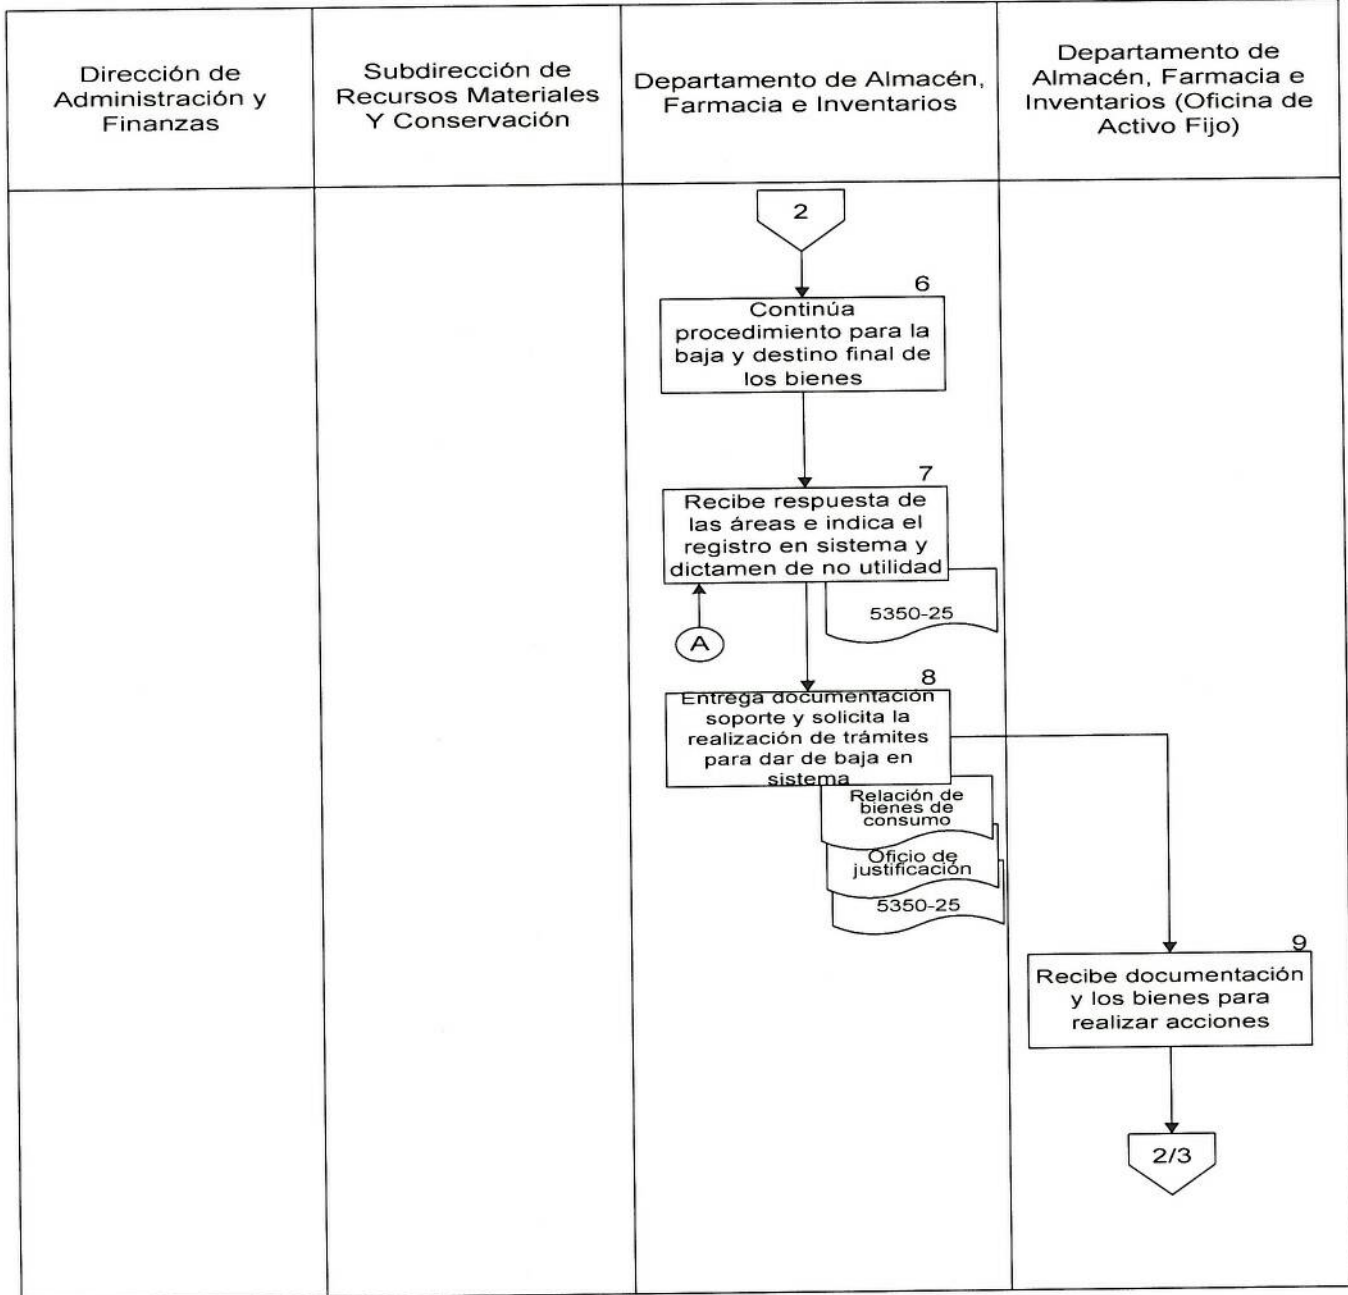 Dirección de
Administración y
Finanzas
Subdirección de
Recursos Materiales
Y Conservación
Departamento de Almacén,
Farmacia e Inventarios
Departamento de
Almacén, Farmacia e
Inventarios (Oficina de
Activo Fijo)
2
6
Continúa
procedimiento para la
baja y destino final de
los bienes
7
Recibe respuesta de
las áreas e indica el
registro en sistema y
dictamen de no utilidad
5350-25
A
8
Entrega documentación
soporte y solicita la
realización de trámites
para dar de baja en
sistema
Relación de
bienes de
consumo
Oficio de
justificación
5350-25
9
Recibe documentación
y los bienes para
realizar acciones
2/3